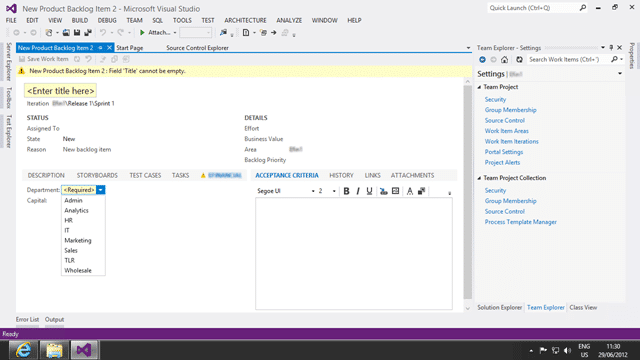 New Product Backlog Item 2 - Microsoft Visual Studio
Quick Launch (Ctrl+Q)
FILE EDIT VIEW BUILD DEBUG TEAM SQL TOOLS TEST ARCHITECTURE ANALYZE WINDOW HELP
Attach...
Server Explorer
Toolbox
Test Explorer
New Product Backlog Item 2
Start Page
Source Control Explorer
Save Work Item
New Product Backlog Item 2 : Field 'Title' cannot be empty.
<Enter title here>
Iteration \Release 1\Sprint 1
STATUS
Assigned To
State New
Reason New backlog item
DETAILS
Effort
Business Value
Area
Backlog Priority
DESCRIPTION STORYBOARDS TEST CASES TASKS
Department: <Required>
Capital:
Admin
Analytics
HR
IT
Marketing
Sales
TLR
Wholesale
ACCEPTANCE CRITERIA HISTORY LINKS ATTACHMENTS
Segoe UI 2 B I U
Team Explorer - Settings
Search Work Items (Ctrl+')
Settings |
Team Project
Security
Group Membership
Source Control
Work Item Areas
Work Item Iterations
Portal Settings
Project Alerts
Team Project Collection
Security
Group Membership
Source Control
Process Template Manager
Solution Explorer Team Explorer Class View
Properties
Error List Output
Ready
ENG
UK
11:30
29/06/2012